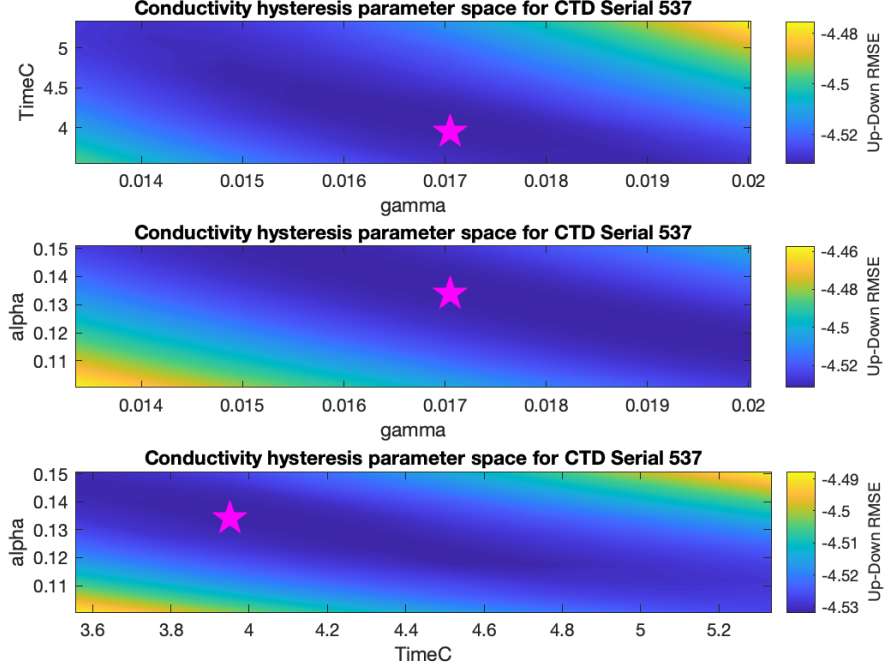 Conductivity hysteresis parameter space for CTD Serial 537
TimeC
5
4.5
4
0.014 0.015 0.016 0.017 0.018 0.019 0.02
gamma
-4.48
-4.5
-4.52
Up-Down RMSE
Conductivity hysteresis parameter space for CTD Serial 537
alpha
0.15
0.14
0.13
0.12
0.11
0.014 0.015 0.016 0.017 0.018 0.019 0.02
gamma
-4.46
-4.48
-4.5
-4.52
Up-Down RMSE
Conductivity hysteresis parameter space for CTD Serial 537
alpha
0.15
0.14
0.13
0.12
0.11
3.6 3.8 4 4.2 4.4 4.6 4.8 5 5.2
TimeC
-4.49
-4.5
-4.51
-4.52
-4.53
Up-Down RMSE